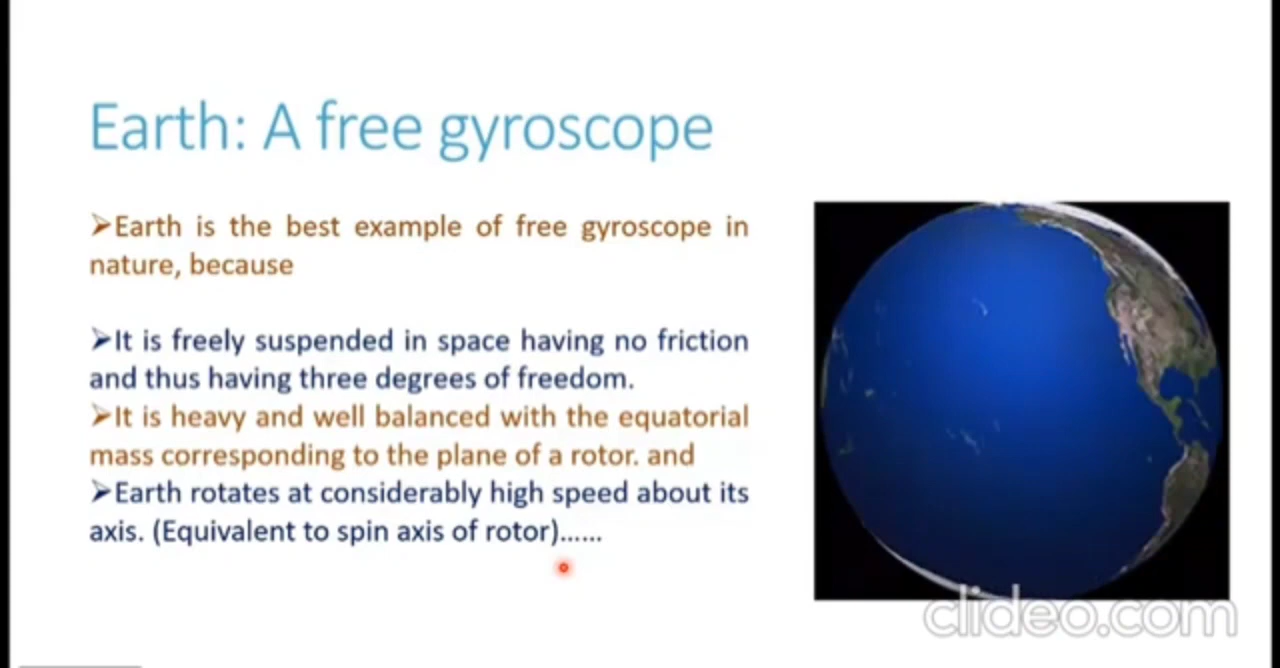 Earth: A free gyroscope
➢Earth is the best example of free gyroscope in
nature, because
➢It is freely suspended in space having no friction
and thus having three degrees of freedom.
➢It is heavy and well balanced with the equatorial
mass corresponding to the plane of a rotor. and
➢Earth rotates at considerably high speed about its
axis. (Equivalent to spin axis of rotor)......
clideo.com